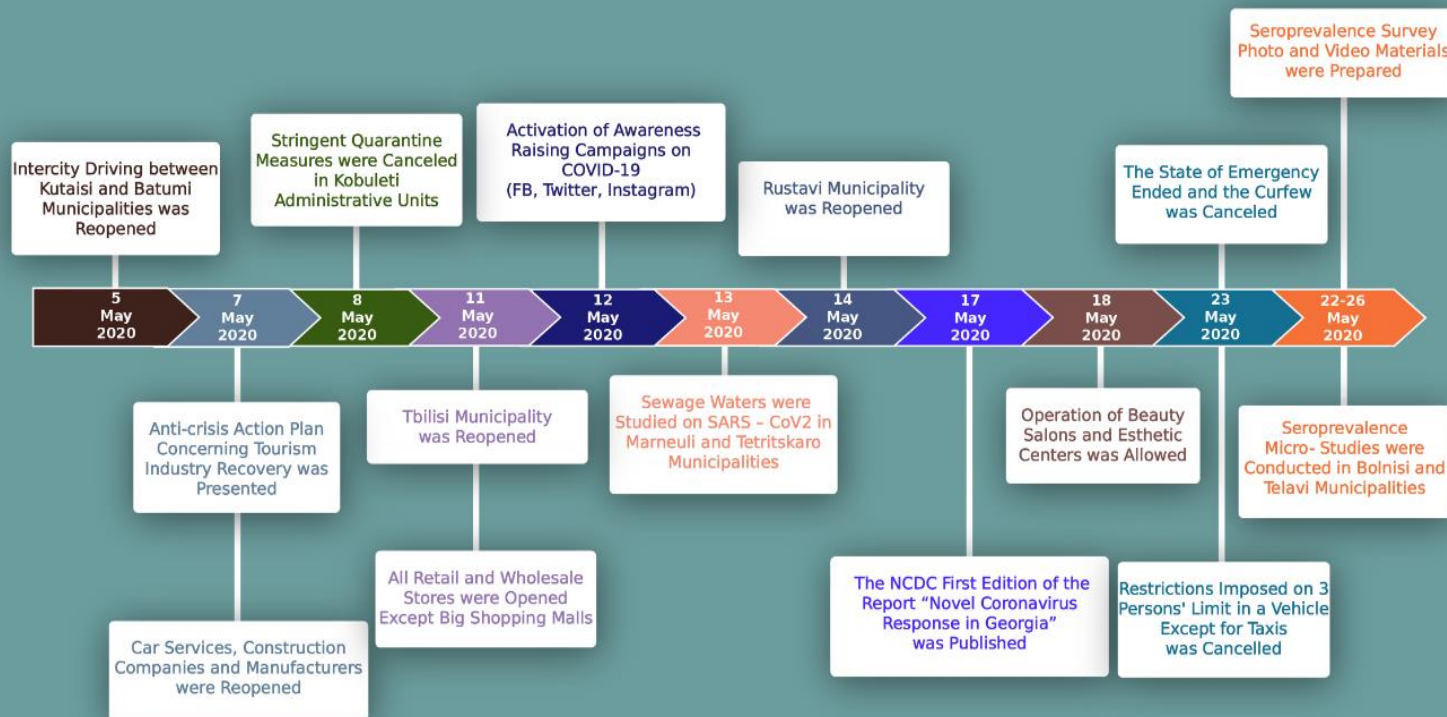 Seroprevalence Survey
Photo and Video Materials
were Prepared
Intercity Driving between
Kutaisi and Batumi
Municipalities was
Reopened
Stringent Quarantine
Measures were Canceled
in Kobuleti
Administrative Units
Activation of Awareness
Raising Campaigns on
COVID-19
(FB, Twitter, Instagram)
Rustavi Municipality
was Reopened
The State of Emergency
Ended and the Curfew
was Canceled
5
May
2020
7
May
2020
8
May
2020
11
May
2020
12
May
2020
13
May
2020
14
May
2020
17
May
2020
18
May
2020
23
May
2020
22-26
May
2020
Anti-crisis Action Plan
Concerning Tourism
Industry Recovery was
Presented
Tbilisi Municipality
was Reopened
Sewage Waters were
Studied on SARS – CoV2 in
Marneuli and Tetritskaro
Municipalities
Operation of Beauty
Salons and Esthetic
Centers was Allowed
Seroprevalence
Micro- Studies were
Conducted in Bolnisi and
Telavi Municipalities
Car Services, Construction
Companies and Manufacturers
were Reopened
All Retail and Wholesale
Stores were Opened
Except Big Shopping Malls
The NCDC First Edition of the
Report “Novel Coronavirus
Response in Georgia”
was Published
Restrictions Imposed on 3
Persons' Limit in a Vehicle
Except for Taxis
was Cancelled